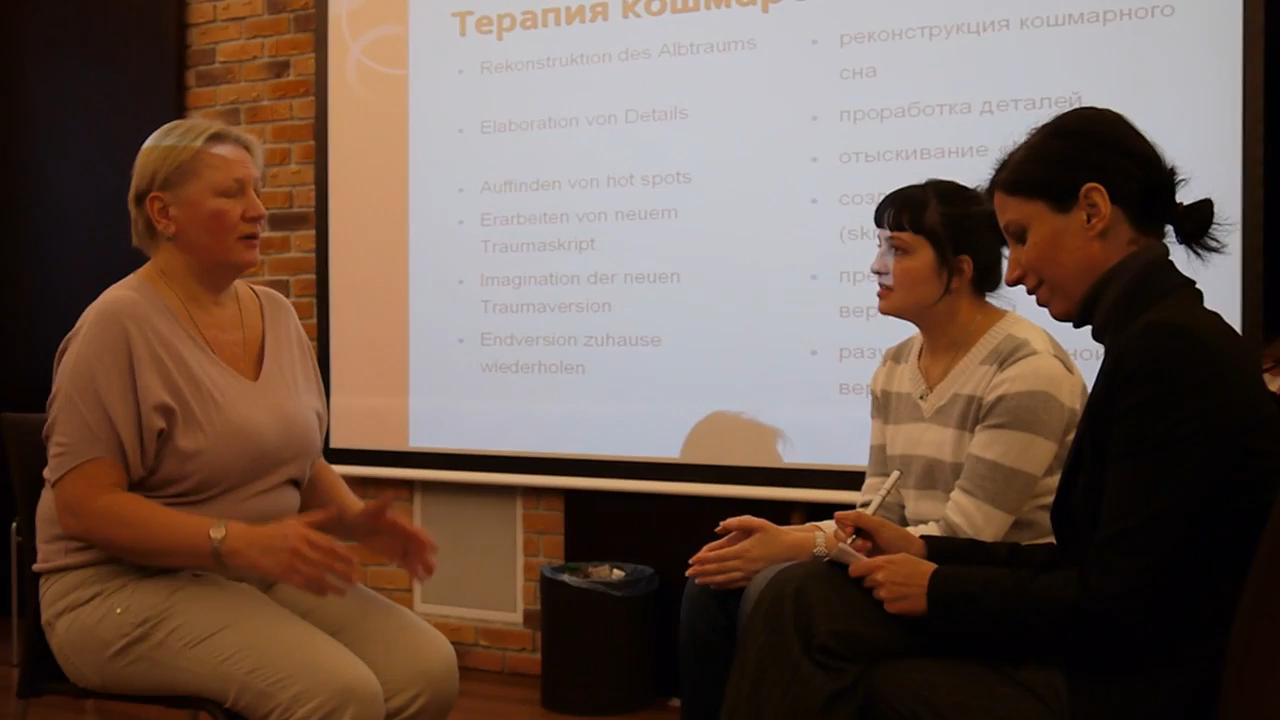 Терапия
Rekonstruktion des Albtraums
Elaboration von Details
Auffinden von hot spots
Erarbeiten von neuem
Traumaskript
Imagination der neuen
Traumaversion
Endversion zuhause
wiederholen
реконструкция кошмарного
сна
проработка деталей
отыскивание